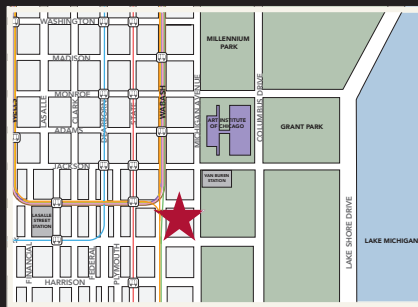 WASHINGTON
MILLENNIUM
PARK
MADISON
MONROE
WELLS
LASALLE
CLARK
DEARBORN
STATE
WABASH
MICHIGAN AVENUE
COLUMBUS DRIVE
ART INSTITUTE
OF CHICAGO
GRANT PARK
ADAMS
JACKSON
VAN BUREN
STATION
LASALLE
STREET
STATION
LAKE SHORE DRIVE
LAKE MICHIGAN
FINANCIAL
FEDERAL
PLYMOUTH
HARRISON